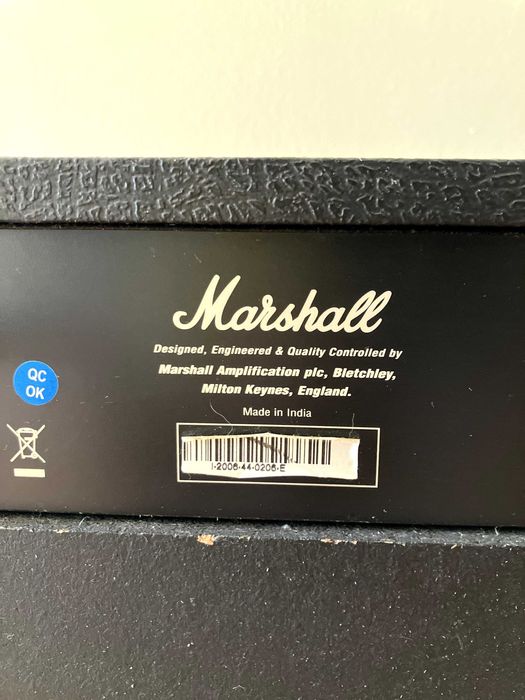 Marshall
Designed, Engineered & Quality Controlled by
Marshall Amplification plc, Bletchley,
Milton Keynes, England.
QC
OK
Made in India
I-2006-44-0206-E